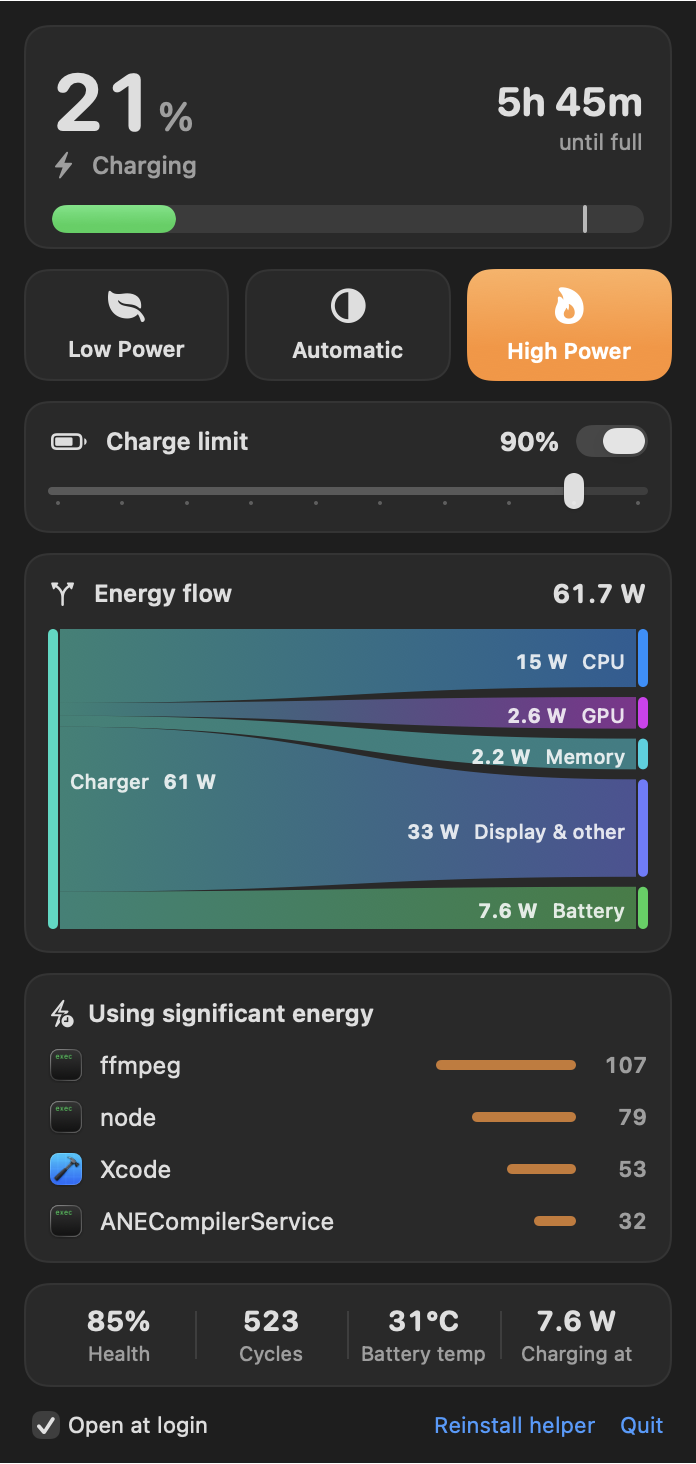 21%
5h 45m
until full
Charging
Low Power
Automatic
High Power
Charge limit 90%
Energy flow 61.7 W
15 W CPU
2.6 W GPU
2.2 W Memory
Charger 61 W
33 W Display & other
7.6 W Battery
Using significant energy
exec
ffmpeg 107
exec
node 79
Xcode 53
exec
ANECompilerService 32
85% 523 31°C 7.6 W
Health Cycles Battery temp Charging at
Open at login Reinstall helper Quit